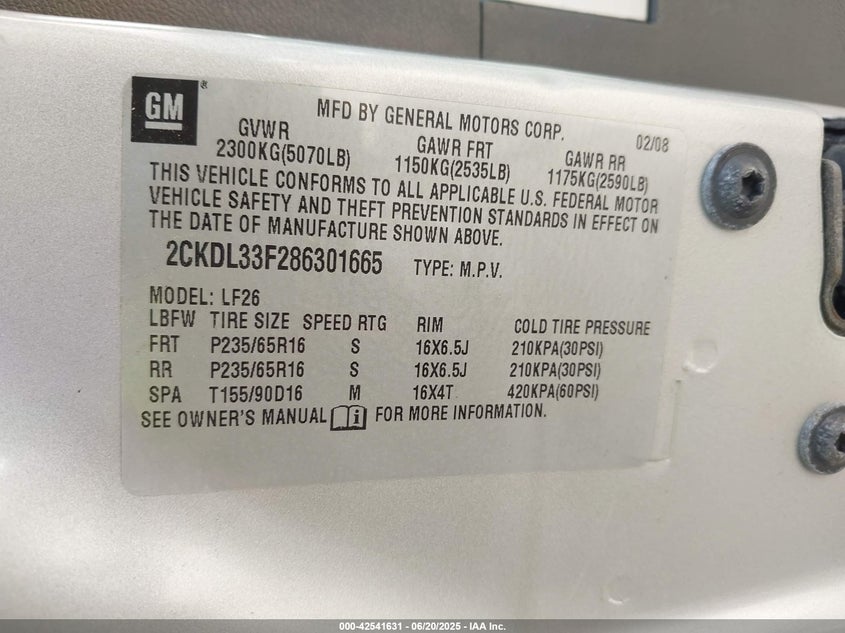 GM ®
MFD BY GENERAL MOTORS CORP. 02/08
GVWR GAWR FRT GAWR RR
2300KG(5070LB) 1150KG(2535LB) 1175KG(2590LB)
THIS VEHICLE CONFORMS TO ALL APPLICABLE U.S. FEDERAL MOTOR
VEHICLE SAFETY AND THEFT PREVENTION STANDARDS IN EFFECT ON
THE DATE OF MANUFACTURE SHOWN ABOVE.
2CKDL33F286301665 TYPE: M.P.V.
MODEL: LF26
LBFW TIRE SIZE SPEED RTG RIM COLD TIRE PRESSURE
FRT P235/65R16 S 16X6.5J 210KPA(30PSI)
RR P235/65R16 S 16X6.5J 210KPA(30PSI)
SPA T155/90D16 M 16X4T 420KPA(60PSI)
SEE OWNER'S MANUAL i FOR MORE INFORMATION.
000-42541631 - 06/20/2025 - IAA Inc.